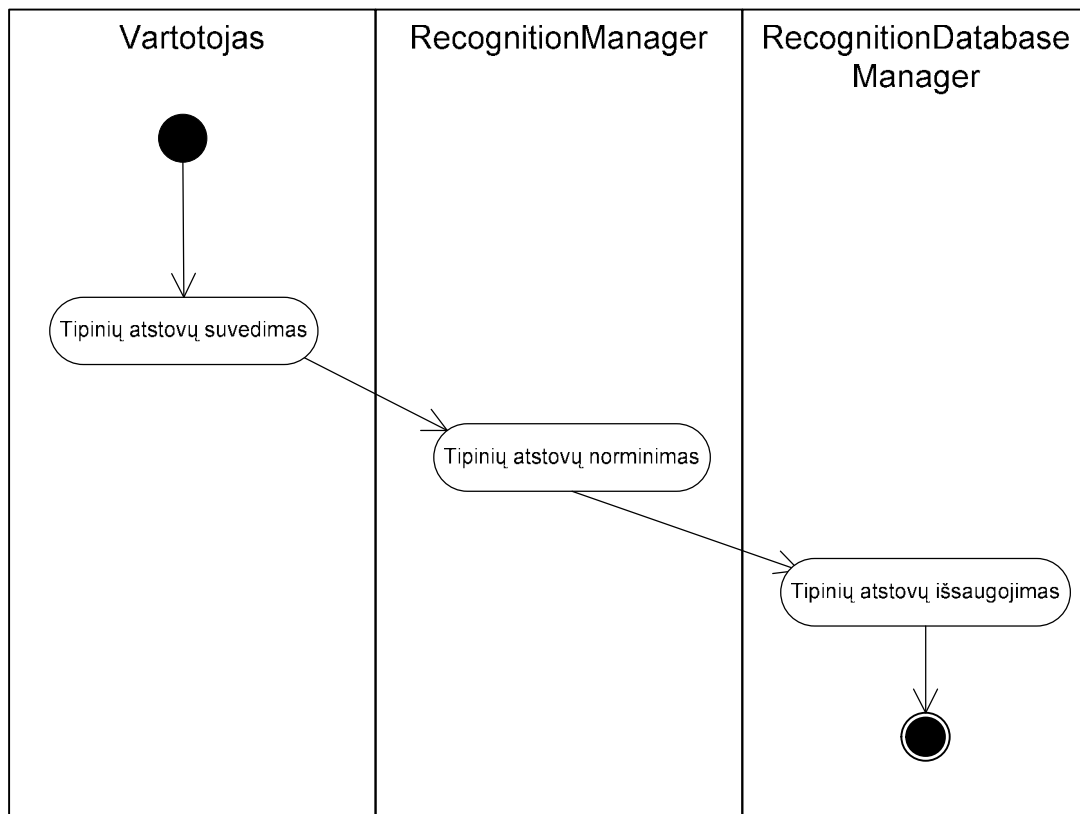 Vartotojas
RecognitionManager
RecognitionDatabase
Manager
Tipinių atstovų suvedimas
Tipinių atstovų norminimas
Tipinių atstovų išsaugojimas